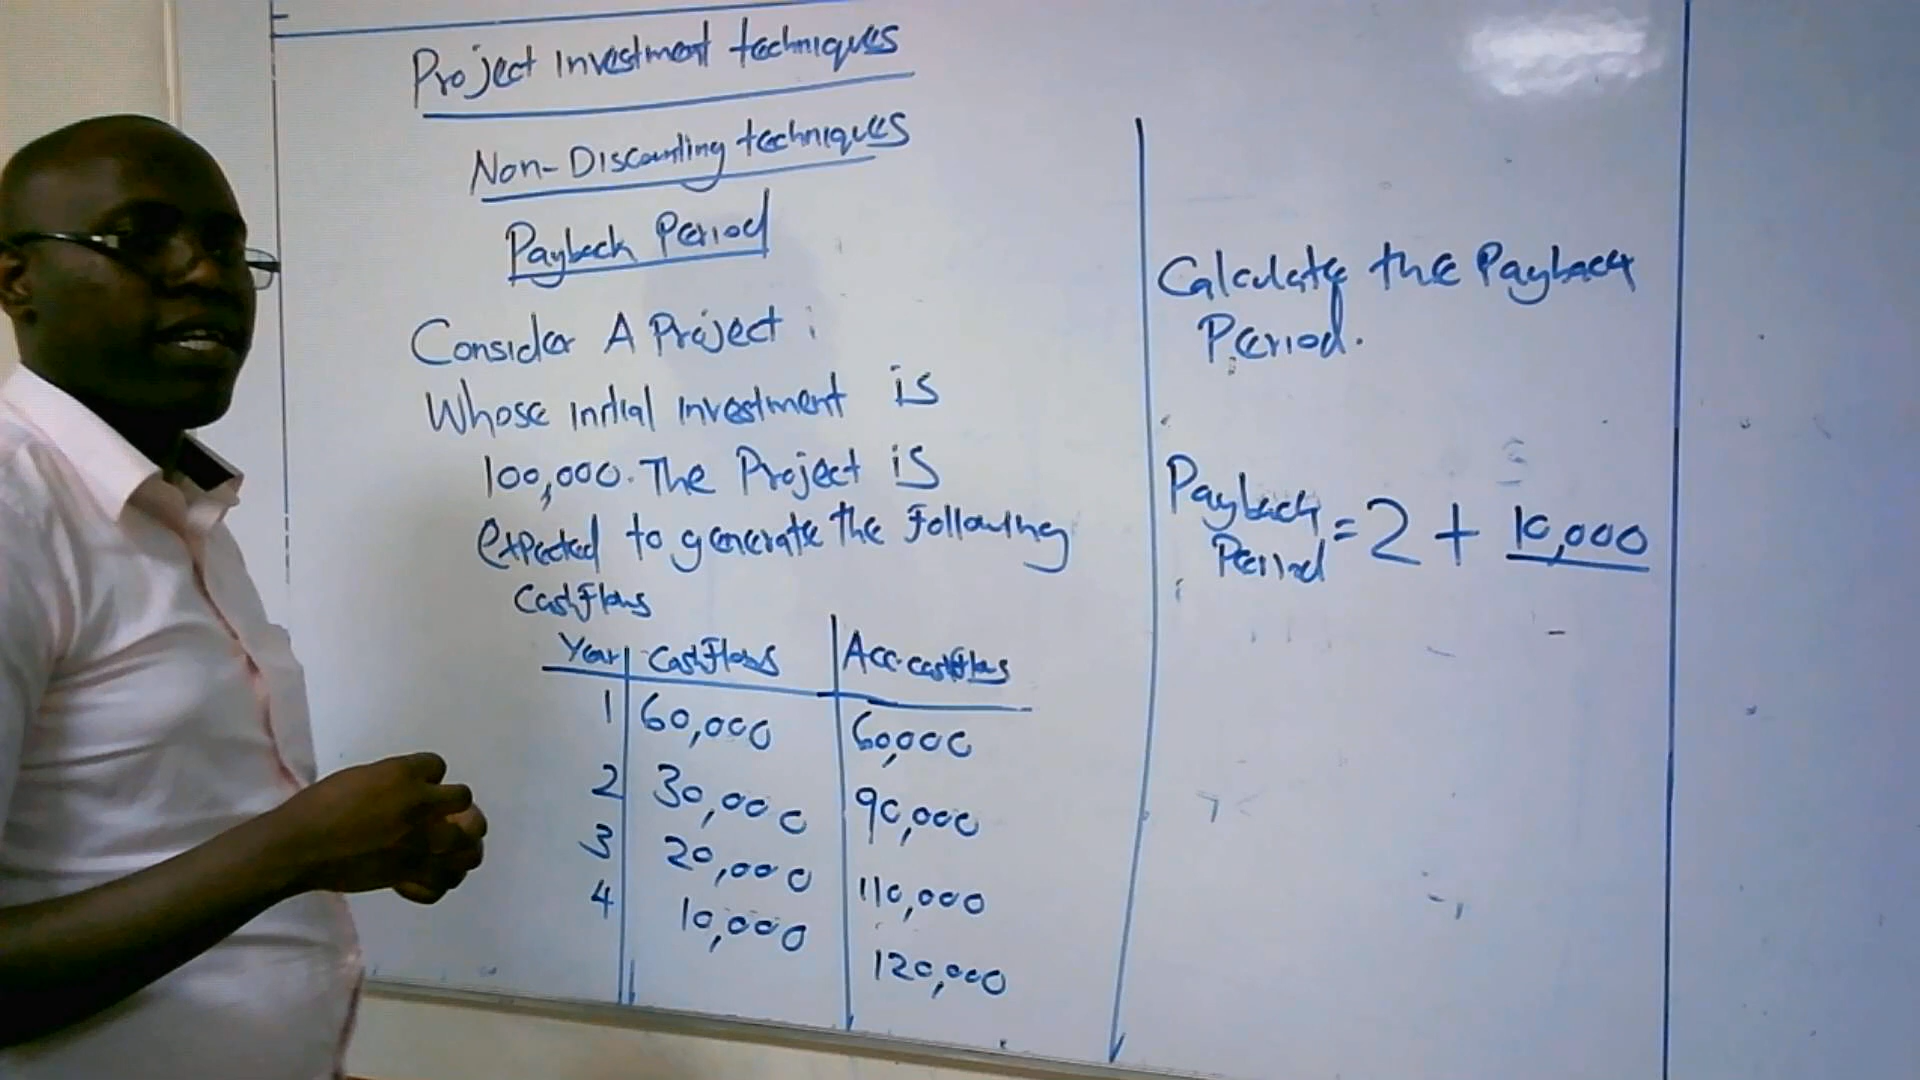 Project Investment techniques
Non-Discounting techniques
Payback Period
Consider A Project:
Whose initial investment is
100,000. The Project is
expected to generate the following
Cashflows
Year Cashflows Acc. cashflows
1 60,000 60,000
2 30,000 90,000
3 20,000 110,000
4 10,000 120,000
Calculate the Payback
Period.
Payback Period = 2 + 10,000